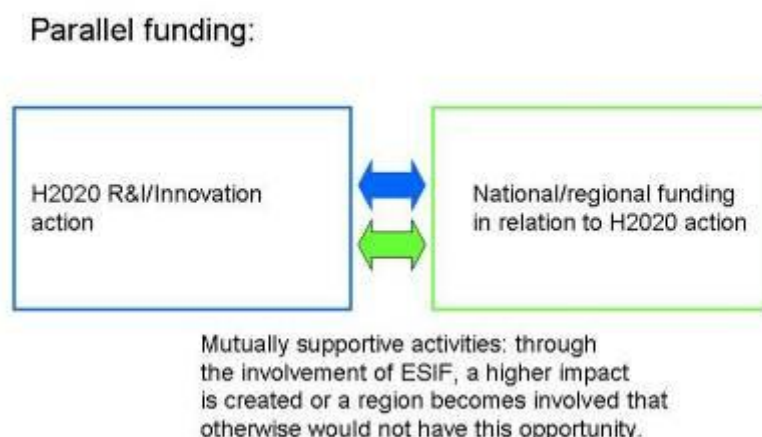 Parallel funding:
H2020 R&I/Innovation
action
National/regional funding
in relation to H2020 action
Mutually supportive activities: through
the involvement of ESIF, a higher impact
is created or a region becomes involved that
otherwise would not have this opportunity.